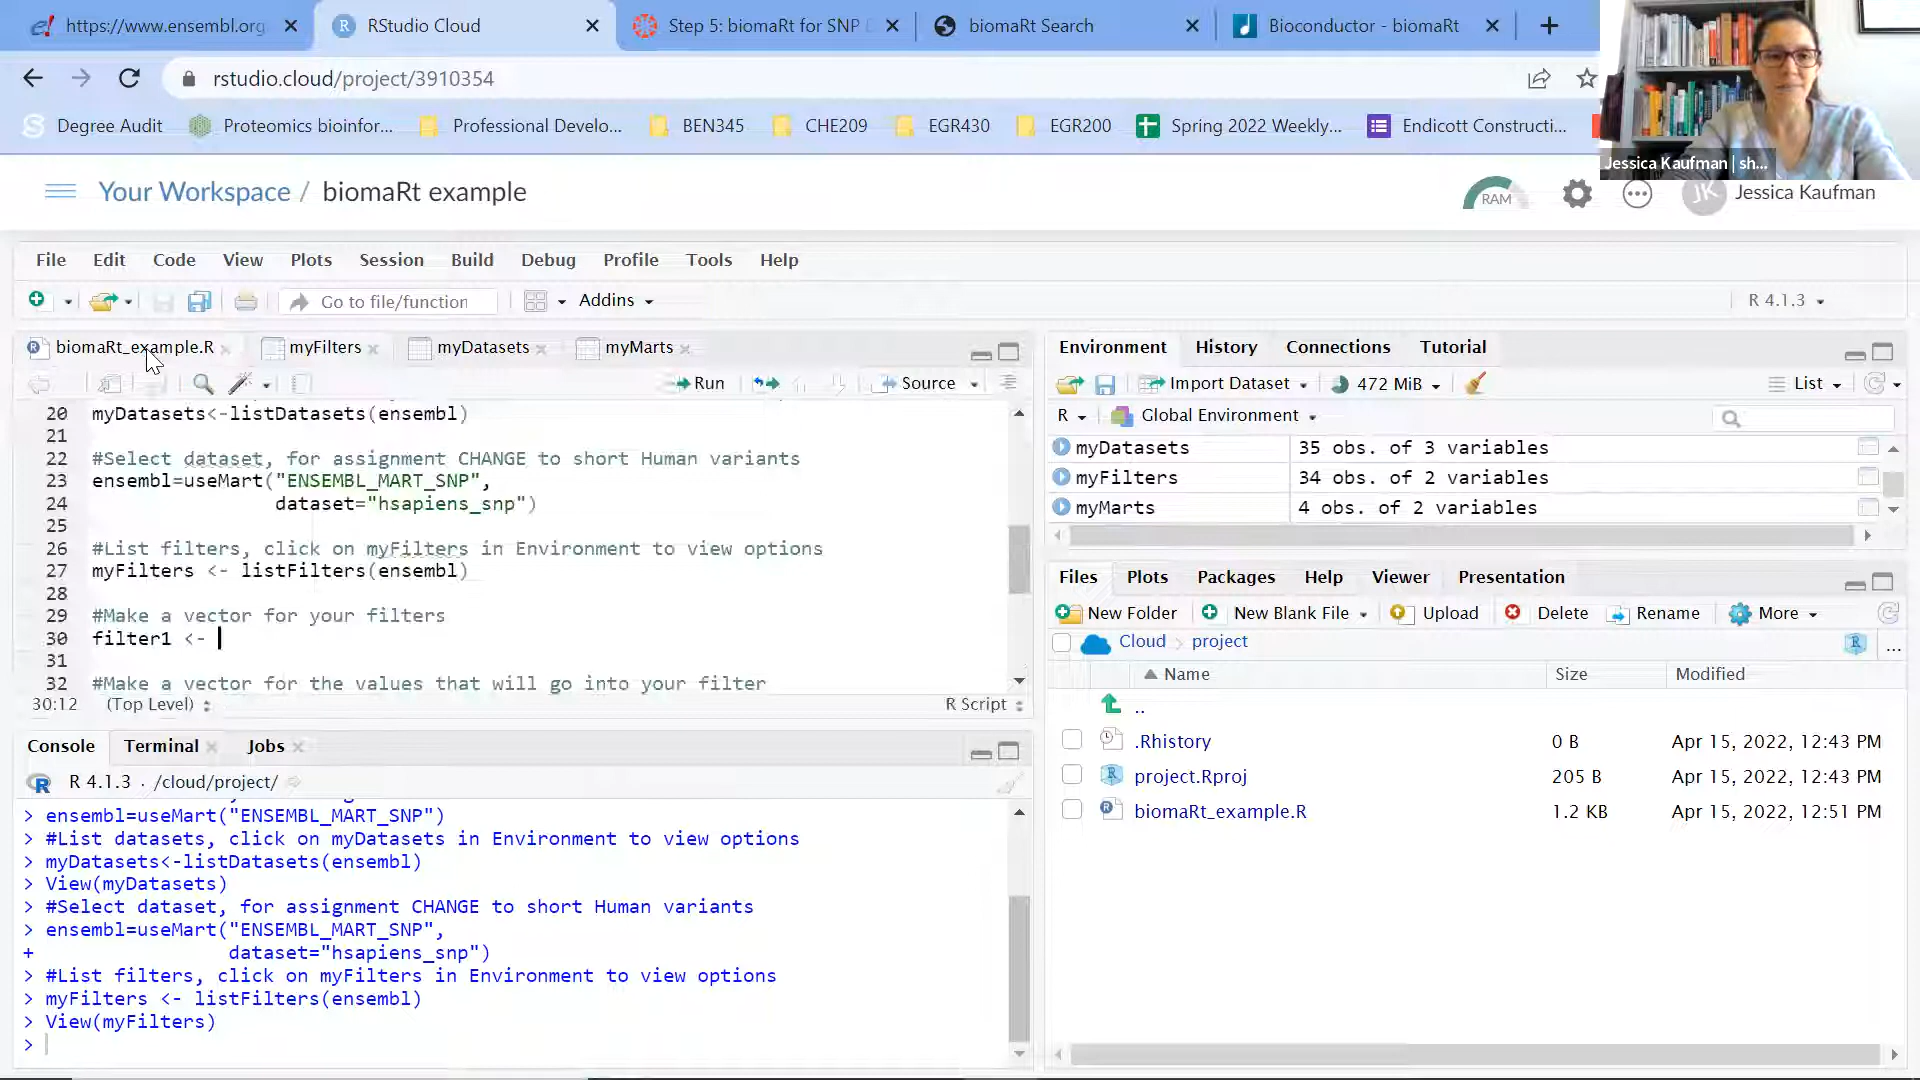 https://www.ensembl.org
RStudio Cloud
Step 5: biomaRt for SNP
biomaRt Search
Bioconductor - biomaRt
rstudio.cloud/project/3910354
Degree Audit
Proteomics bioinfor...
Professional Develo...
BEN345
CHE209
EGR430
EGR200
Spring 2022 Weekly...
Endicott Constructi...
Jessica Kaufman | sh...
Your Workspace / biomaRt example
RAM
JK
Jessica Kaufman
File Edit Code View Plots Session Build Debug Profile Tools Help
Go to file/function
Addins
R 4.1.3
biomaRt_example.R
myFilters
myDatasets
myMarts
Run
Source
20 myDatasets<-listDatasets(ensembl)
21
22 #Select dataset, for assignment CHANGE to short Human variants
23 ensembl=useMart("ENSEMBL_MART_SNP",
24 dataset="hsapiens_snp")
25
26 #List filters, click on myFilters in Environment to view options
27 myFilters <- listFilters(ensembl)
28
29 #Make a vector for your filters
30 filter1 <-
31
32 #Make a vector for the values that will go into your filter
30:12 (Top Level) R Script
Console Terminal Jobs
R 4.1.3 . /cloud/project/
> ensembl=useMart("ENSEMBL_MART_SNP")
> #List datasets, click on myDatasets in Environment to view options
> myDatasets<-listDatasets(ensembl)
> View(myDatasets)
> #Select dataset, for assignment CHANGE to short Human variants
> ensembl=useMart("ENSEMBL_MART_SNP",
+ dataset="hsapiens_snp")
> #List filters, click on myFilters in Environment to view options
> myFilters <- listFilters(ensembl)
> View(myFilters)
>
Environment History Connections Tutorial
Import Dataset 472 MiB List
R Global Environment
myDatasets 35 obs. of 3 variables
myFilters 34 obs. of 2 variables
myMarts 4 obs. of 2 variables
Files Plots Packages Help Viewer Presentation
New Folder New Blank File Upload Delete Rename More
Cloud project ...
Name Size Modified
..
.Rhistory 0 B Apr 15, 2022, 12:43 PM
project.Rproj 205 B Apr 15, 2022, 12:43 PM
biomaRt_example.R 1.2 KB Apr 15, 2022, 12:51 PM